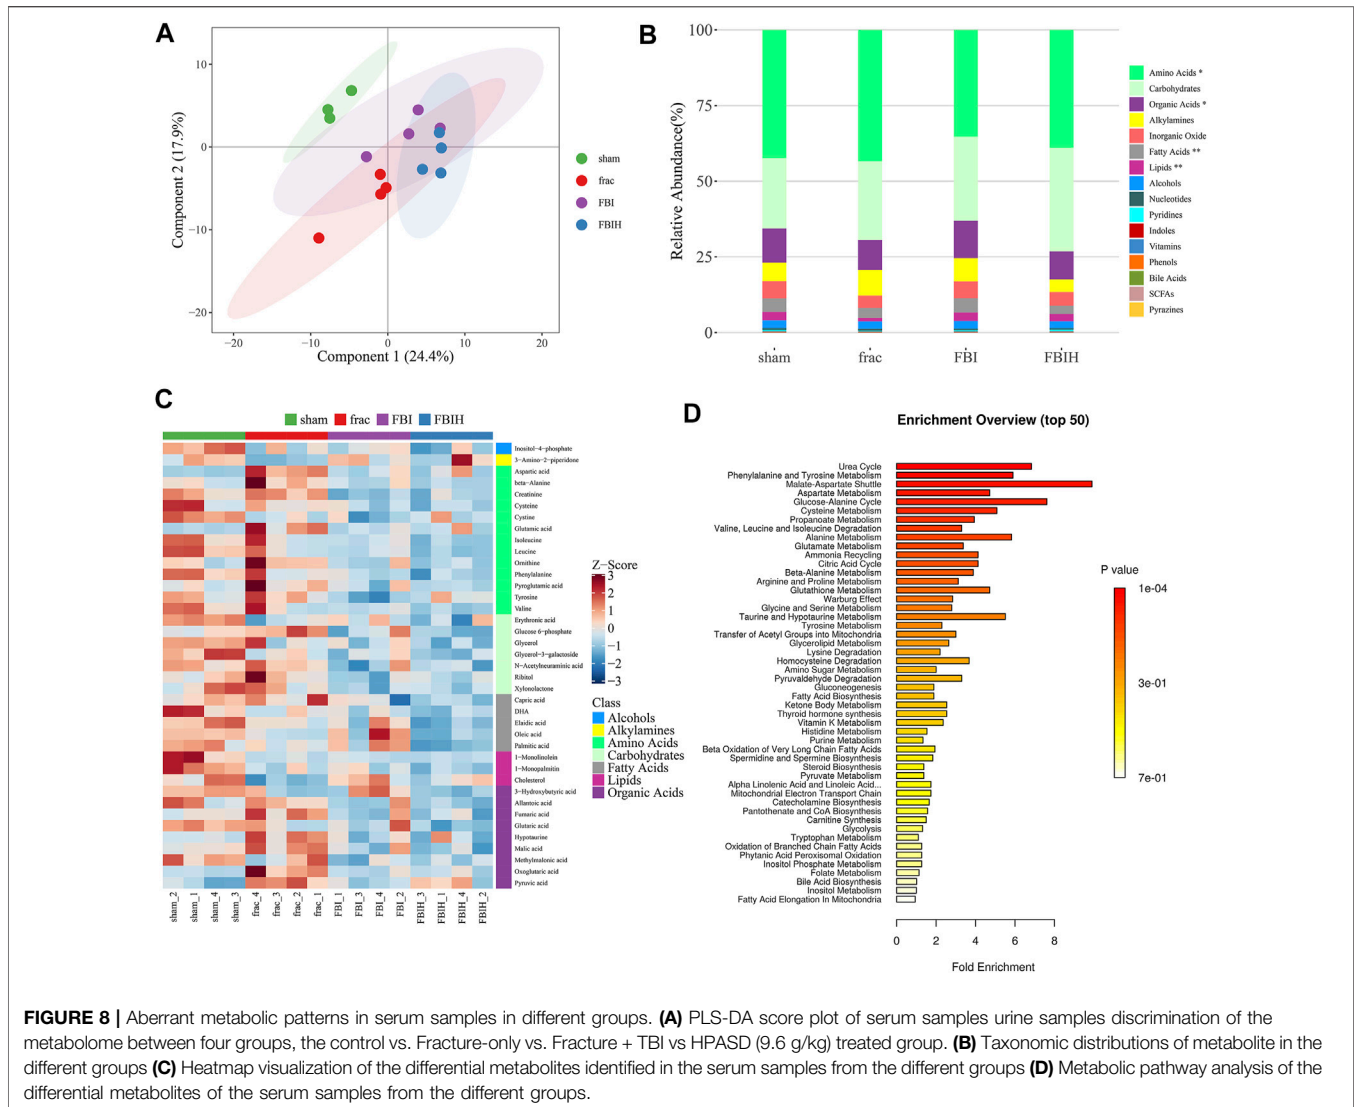 A
10
0
−10
−20
−20
−10
0
10
20
Component 2 (17.9%)
Component 1 (24.4%)
sham
frac
FBI
FBIH
B
100
75
50
25
0
Relative Abundance(%)
sham
frac
FBI
FBIH
Amino Acids *
Carbohydrates
Organic Acids *
Alkylamines
Inorganic Oxide
Fatty Acids **
Lipids **
Alcohols
Nucleotides
Pyridines
Indoles
Vitamins
Phenols
Bile Acids
SCFAs
Pyrazines
C
sham frac FBI FBIH
Inositol−4−phosphate
3−Amino−2−piperidone
Aspartic acid
beta−Alanine
Creatinine
Cysteine
Cystine
Glutamic acid
Isoleucine
Leucine
Ornithine
Phenylalanine
Pyroglutamic acid
Tyrosine
Valine
Erythronic acid
Glucose 6−phosphate
Glycerol
Glycerol−3−galactoside
N−Acetylneuraminic acid
Ribitol
Xylonolactone
Capric acid
DHA
Elaidic acid
Oleic acid
Palmitic acid
1−Monolinolein
1−Monopalmitin
Cholesterol
3−Hydroxybutyric acid
Allantoic acid
Fumaric acid
Glutaric acid
Hypotaurine
Malic acid
Methylmalonic acid
Oxoglutaric acid
Pyruvic acid
sham_2
sham_1
sham_4
sham_3
frac_4
frac_3
frac_2
frac_1
FBI_1
FBI_3
FBI_4
FBI_2
FBIH_3
FBIH_1
FBIH_4
FBIH_2
Z−Score
3
2
1
0
−1
−2
−3
Class
Alcohols
Alkylamines
Amino Acids
Carbohydrates
Fatty Acids
Lipids
Organic Acids
D
Enrichment Overview (top 50)
Urea Cycle
Phenylalanine and Tyrosine Metabolism
Malate-Aspartate Shuttle
Aspartate Metabolism
Glucose-Alanine Cycle
Cysteine Metabolism
Propanoate Metabolism
Valine, Leucine and Isoleucine Degradation
Alanine Metabolism
Glutamate Metabolism
Ammonia Recycling
Citric Acid Cycle
Beta-Alanine Metabolism
Arginine and Proline Metabolism
Glutathione Metabolism
Warburg Effect
Glycine and Serine Metabolism
Taurine and Hypotaurine Metabolism
Tyrosine Metabolism
Transfer of Acetyl Groups into Mitochondria
Glycerolipid Metabolism
Lysine Degradation
Homocysteine Degradation
Amino Sugar Metabolism
Pyruvaldehyde Degradation
Gluconeogenesis
Fatty Acid Biosynthesis
Ketone Body Metabolism
Thyroid hormone synthesis
Vitamin K Metabolism
Histidine Metabolism
Purine Metabolism
Beta Oxidation of Very Long Chain Fatty Acids
Spermidine and Spermine Biosynthesis
Steroid Biosynthesis
Pyruvate Metabolism
Alpha Linolenic Acid and Linoleic Acid...
Mitochondrial Electron Transport Chain
Catecholamine Biosynthesis
Pantothenate and CoA Biosynthesis
Carnitine Synthesis
Glycolysis
Tryptophan Metabolism
Oxidation of Branched Chain Fatty Acids
Phytanic Acid Peroxisomal Oxidation
Inositol Phosphate Metabolism
Folate Metabolism
Bile Acid Biosynthesis
Inositol Metabolism
Fatty Acid Elongation In Mitochondria
0 2 4 6 8
Fold Enrichment
P value
1e-04
3e-01
7e-01
FIGURE 8 | Aberrant metabolic patterns in serum samples in different groups. (A) PLS-DA score plot of serum samples urine samples discrimination of the
metabolome between four groups, the control vs. Fracture-only vs. Fracture + TBI vs HPASD (9.6 g/kg) treated group. (B) Taxonomic distributions of metabolite in the
different groups (C) Heatmap visualization of the differential metabolites identified in the serum samples from the different groups (D) Metabolic pathway analysis of the
differential metabolites of the serum samples from the different groups.